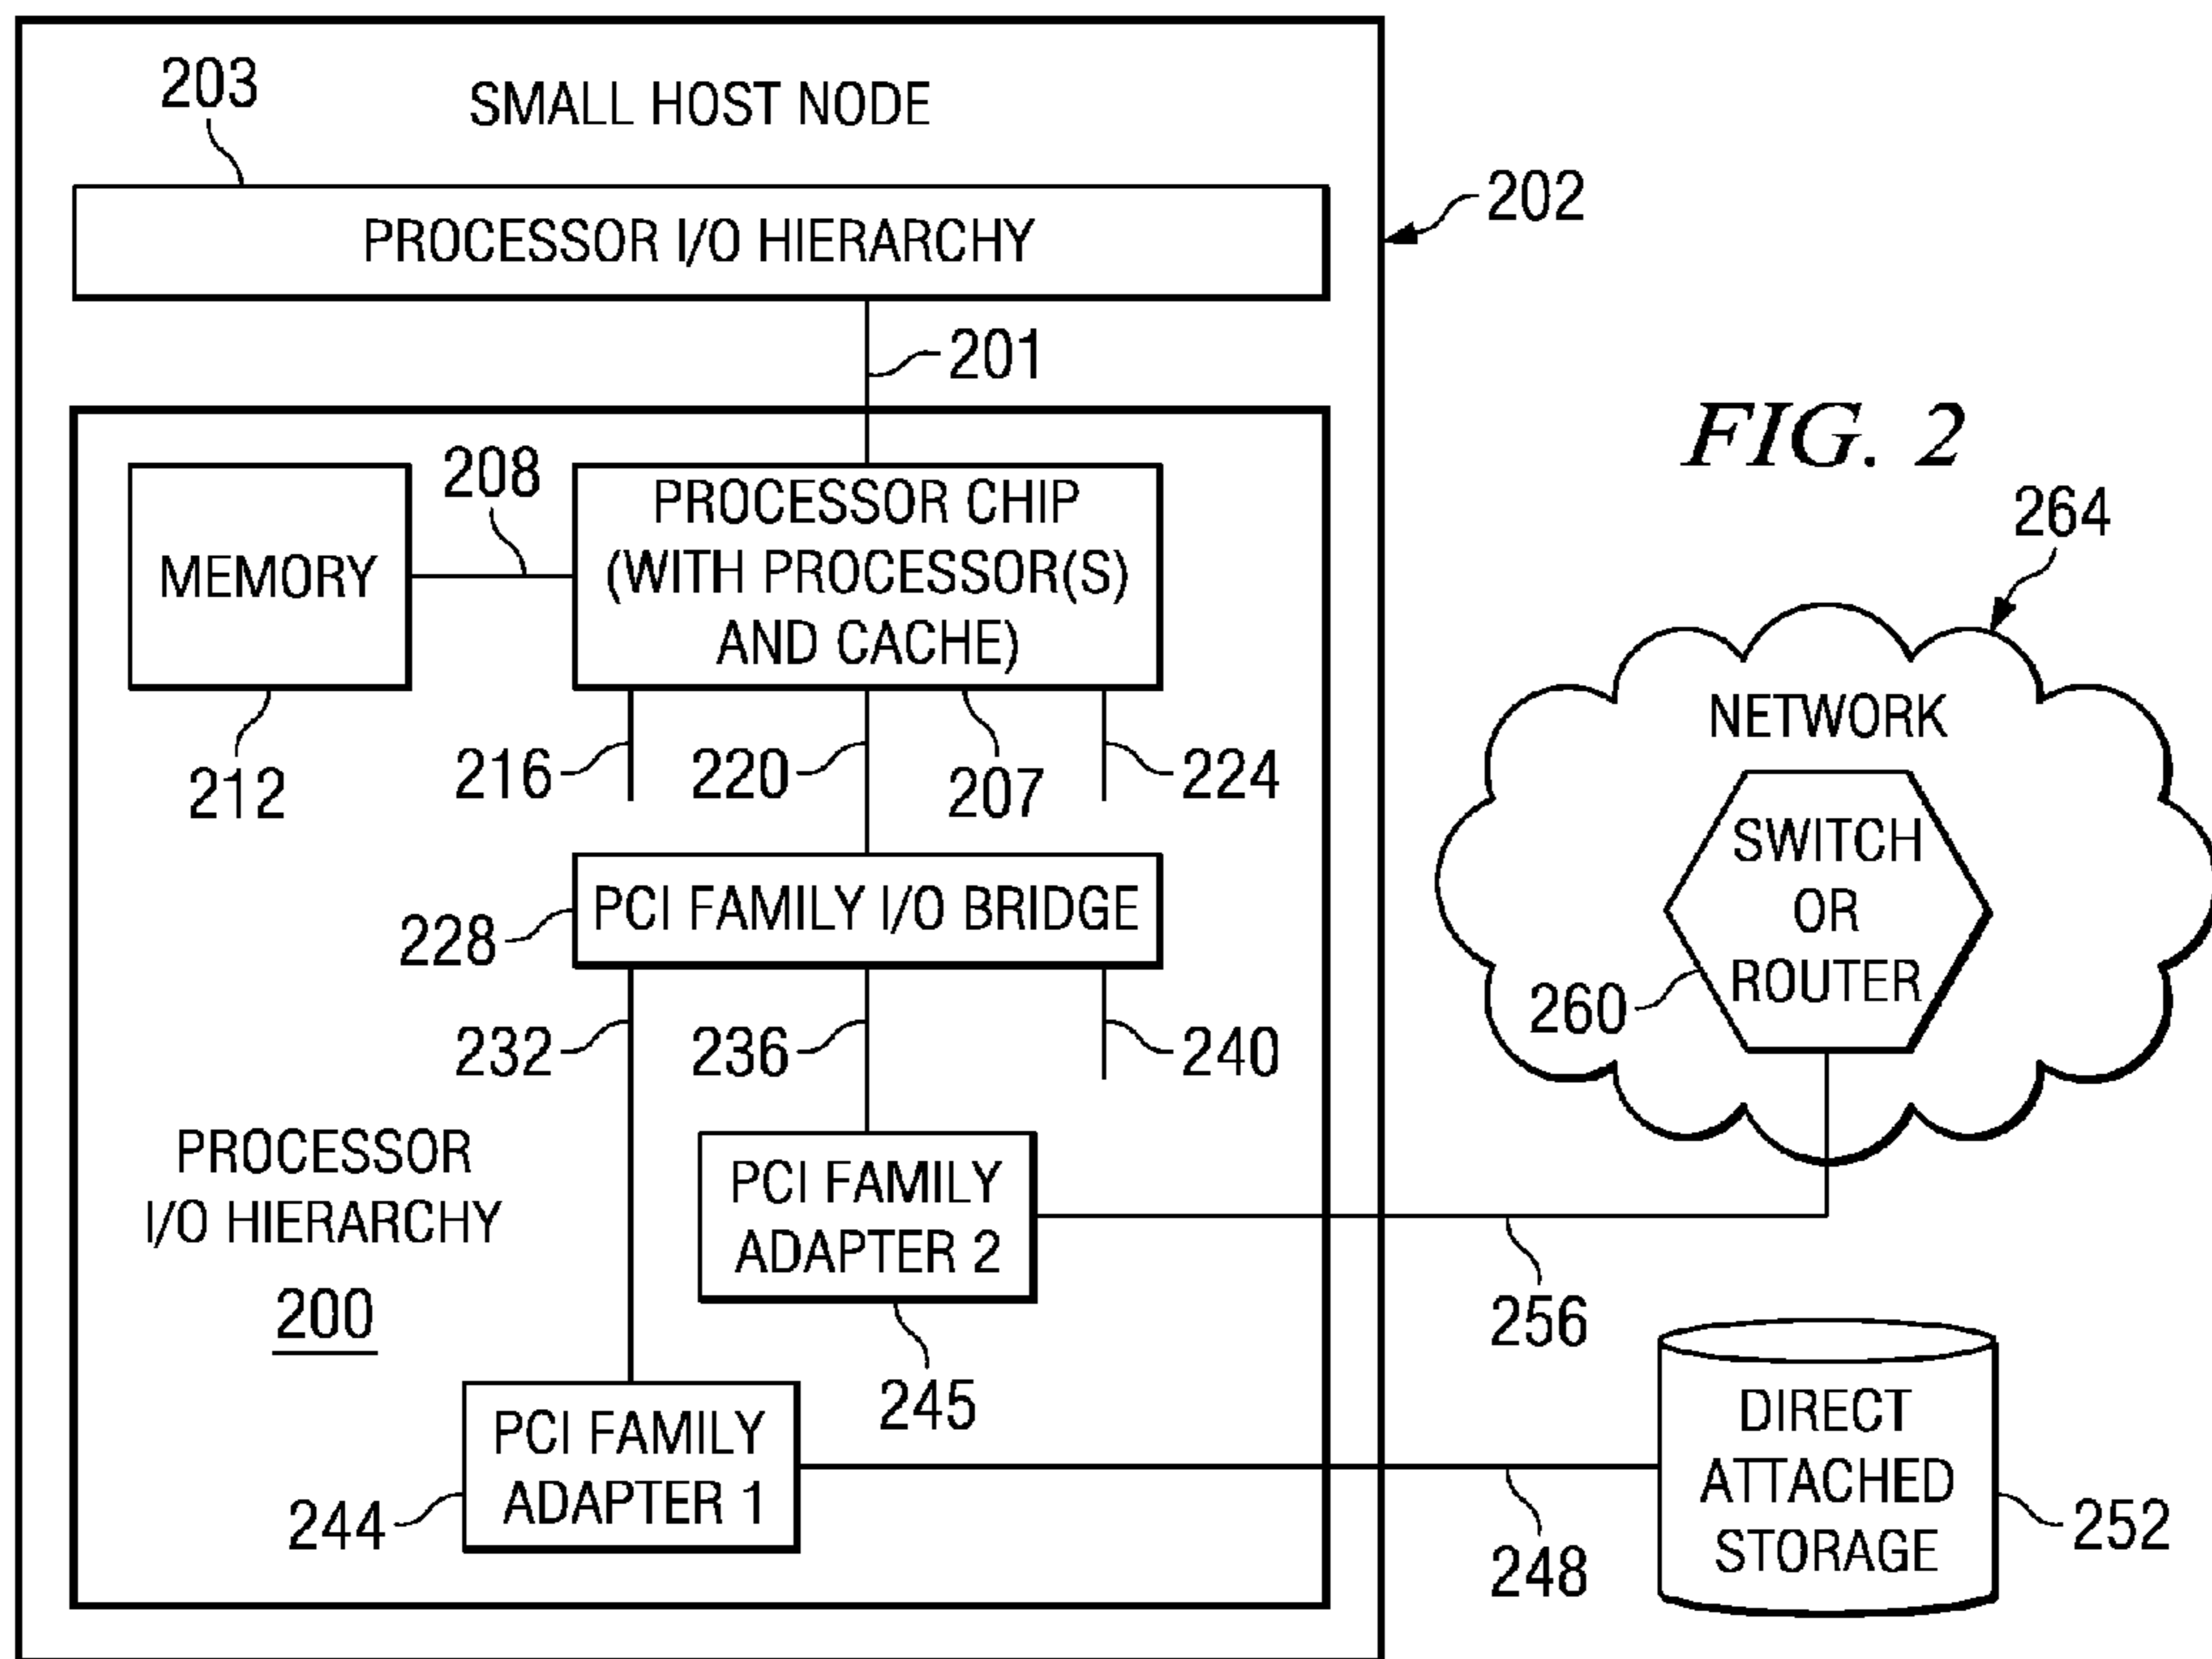 203
SMALL HOST NODE
202
PROCESSOR I/O HIERARCHY
201
FIG. 2
208
264
MEMORY
PROCESSOR CHIP
(WITH PROCESSOR(S)
AND CACHE)
212
216
220
207
224
NETWORK
SWITCH
OR
ROUTER
260
228
PCI FAMILY I/O BRIDGE
232
236
240
PROCESSOR
I/O HIERARCHY
200
PCI FAMILY
ADAPTER 2
245
256
PCI FAMILY
ADAPTER 1
244
248
DIRECT
ATTACHED
STORAGE
252